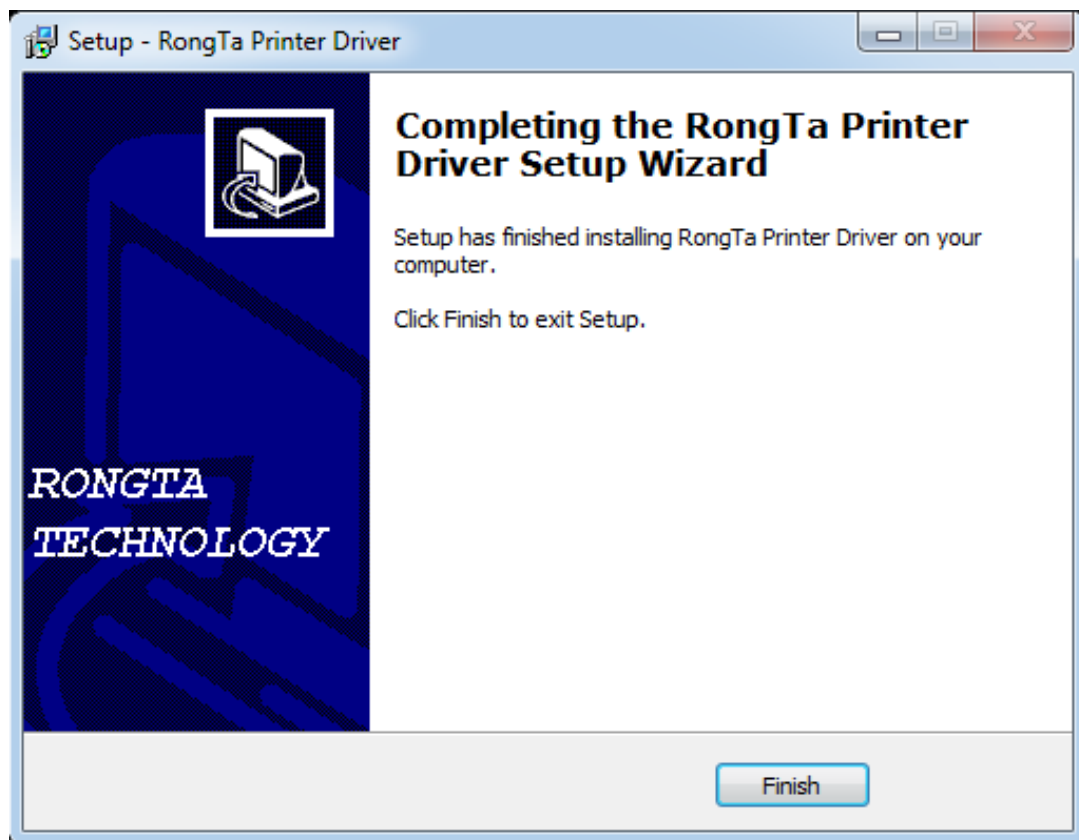 Setup - RongTa Printer Driver
Completing the RongTa Printer
Driver Setup Wizard
Setup has finished installing RongTa Printer Driver on your
computer.
Click Finish to exit Setup.
RONGTA
TECHNOLOGY
Finish